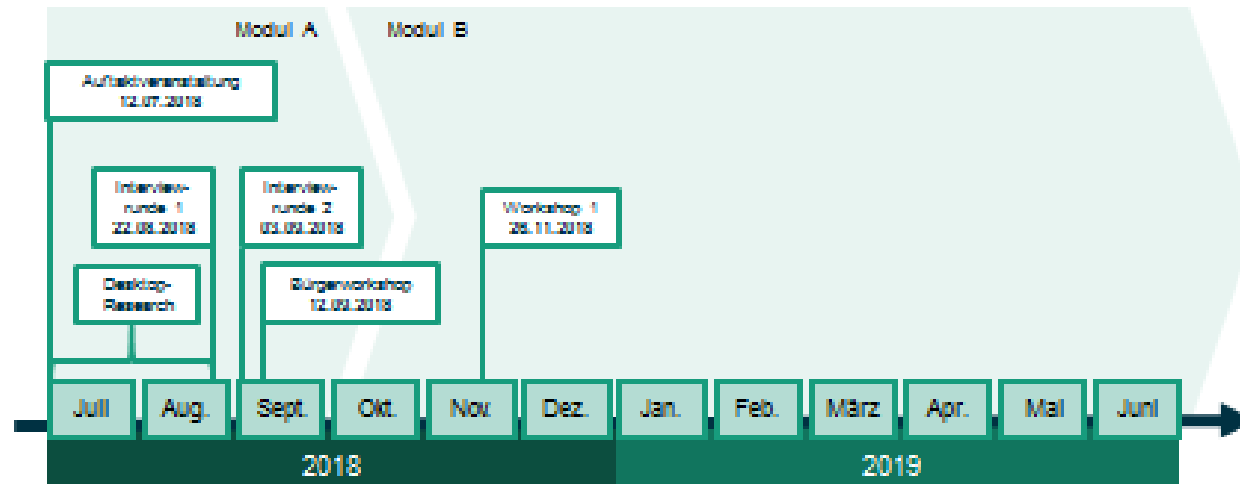 Modul A
Modul B
Auftaktveranstaltung
12.07.2018
Interview-
runde 1
22.08.2018
Interview-
runde 2
03.09.2018
Workshop 1
26.11.2018
Desktop-
Research
Bürgerworkshop
12.09.2018
Juli
Aug.
Sept.
Okt.
Nov.
Dez.
Jan.
Feb.
März
Apr.
Mai
Juni
2018
2019